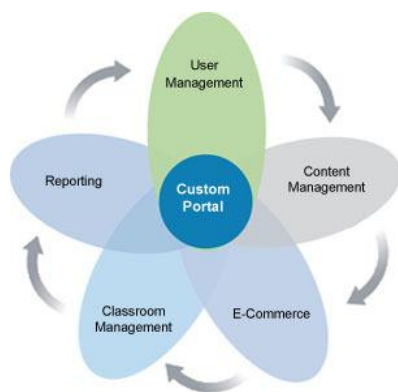 User
Management
Content
Management
E-Commerce
Classroom
Management
Reporting
Custom
Portal